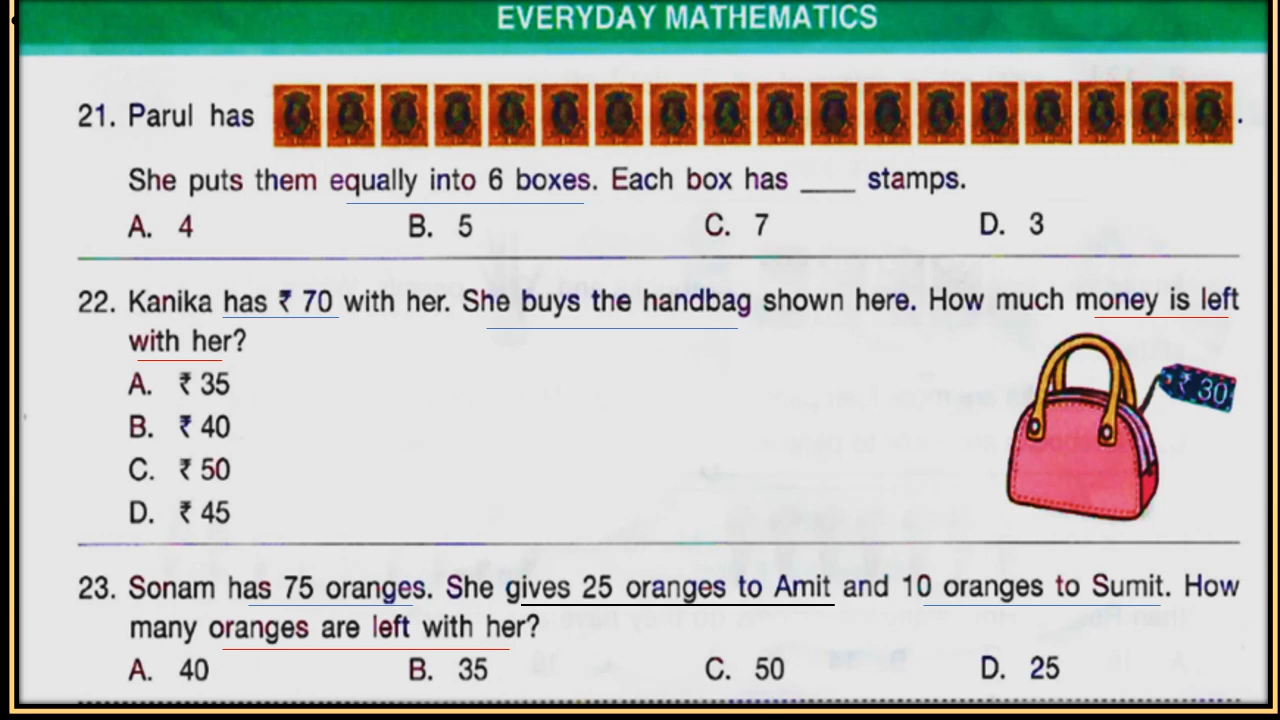 EVERYDAY MATHEMATICS
21. Parul has .
She puts them equally into 6 boxes. Each box has ____ stamps.
A. 4 B. 5 C. 7 D. 3
22. Kanika has ₹ 70 with her. She buys the handbag shown here. How much money is left
with her?
₹ 30
A. ₹ 35
B. ₹ 40
C. ₹ 50
D. ₹ 45
23. Sonam has 75 oranges. She gives 25 oranges to Amit and 10 oranges to Sumit. How
many oranges are left with her?
A. 40 B. 35 C. 50 D. 25